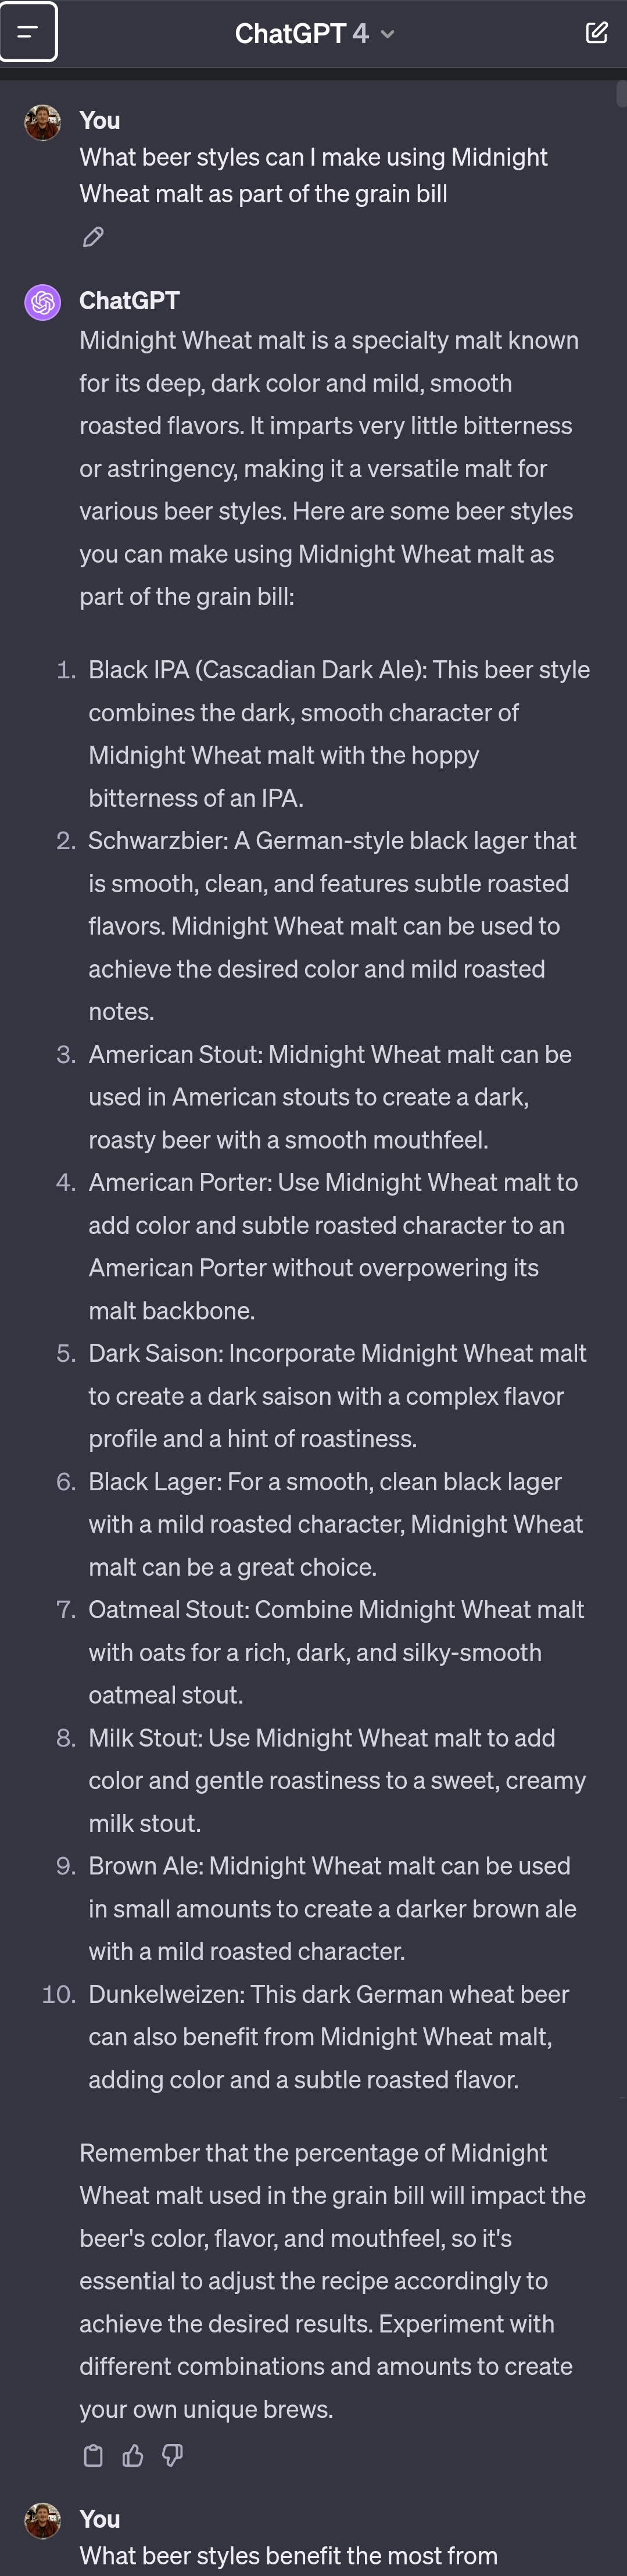 ChatGPT 4
You
What beer styles can I make using Midnight
Wheat malt as part of the grain bill
ChatGPT
Midnight Wheat malt is a specialty malt known
for its deep, dark color and mild, smooth
roasted flavors. It imparts very little bitterness
or astringency, making it a versatile malt for
various beer styles. Here are some beer styles
you can make using Midnight Wheat malt as
part of the grain bill:
1. Black IPA (Cascadian Dark Ale): This beer style
combines the dark, smooth character of
Midnight Wheat malt with the hoppy
bitterness of an IPA.
2. Schwarzbier: A German-style black lager that
is smooth, clean, and features subtle roasted
flavors. Midnight Wheat malt can be used to
achieve the desired color and mild roasted
notes.
3. American Stout: Midnight Wheat malt can be
used in American stouts to create a dark,
roasty beer with a smooth mouthfeel.
4. American Porter: Use Midnight Wheat malt to
add color and subtle roasted character to an
American Porter without overpowering its
malt backbone.
5. Dark Saison: Incorporate Midnight Wheat malt
to create a dark saison with a complex flavor
profile and a hint of roastiness.
6. Black Lager: For a smooth, clean black lager
with a mild roasted character, Midnight Wheat
malt can be a great choice.
7. Oatmeal Stout: Combine Midnight Wheat malt
with oats for a rich, dark, and silky-smooth
oatmeal stout.
8. Milk Stout: Use Midnight Wheat malt to add
color and gentle roastiness to a sweet, creamy
milk stout.
9. Brown Ale: Midnight Wheat malt can be used
in small amounts to create a darker brown ale
with a mild roasted character.
10. Dunkelweizen: This dark German wheat beer
can also benefit from Midnight Wheat malt,
adding color and a subtle roasted flavor.
Remember that the percentage of Midnight
Wheat malt used in the grain bill will impact the
beer's color, flavor, and mouthfeel, so it's
essential to adjust the recipe accordingly to
achieve the desired results. Experiment with
different combinations and amounts to create
your own unique brews.
You
What beer styles benefit the most from